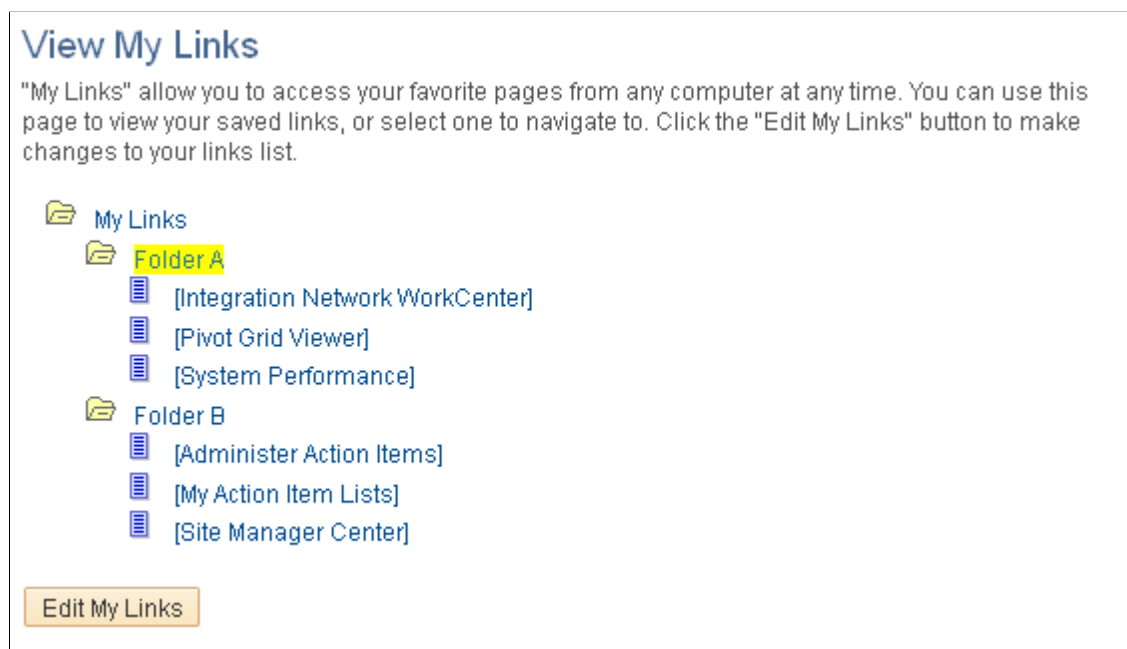 View My Links
"My Links" allow you to access your favorite pages from any computer at any time. You can use this
page to view your saved links, or select one to navigate to. Click the "Edit My Links" button to make
changes to your links list.
My Links
Folder A
[Integration Network WorkCenter]
[Pivot Grid Viewer]
[System Performance]
Folder B
[Administer Action Items]
[My Action Item Lists]
[Site Manager Center]
Edit My Links